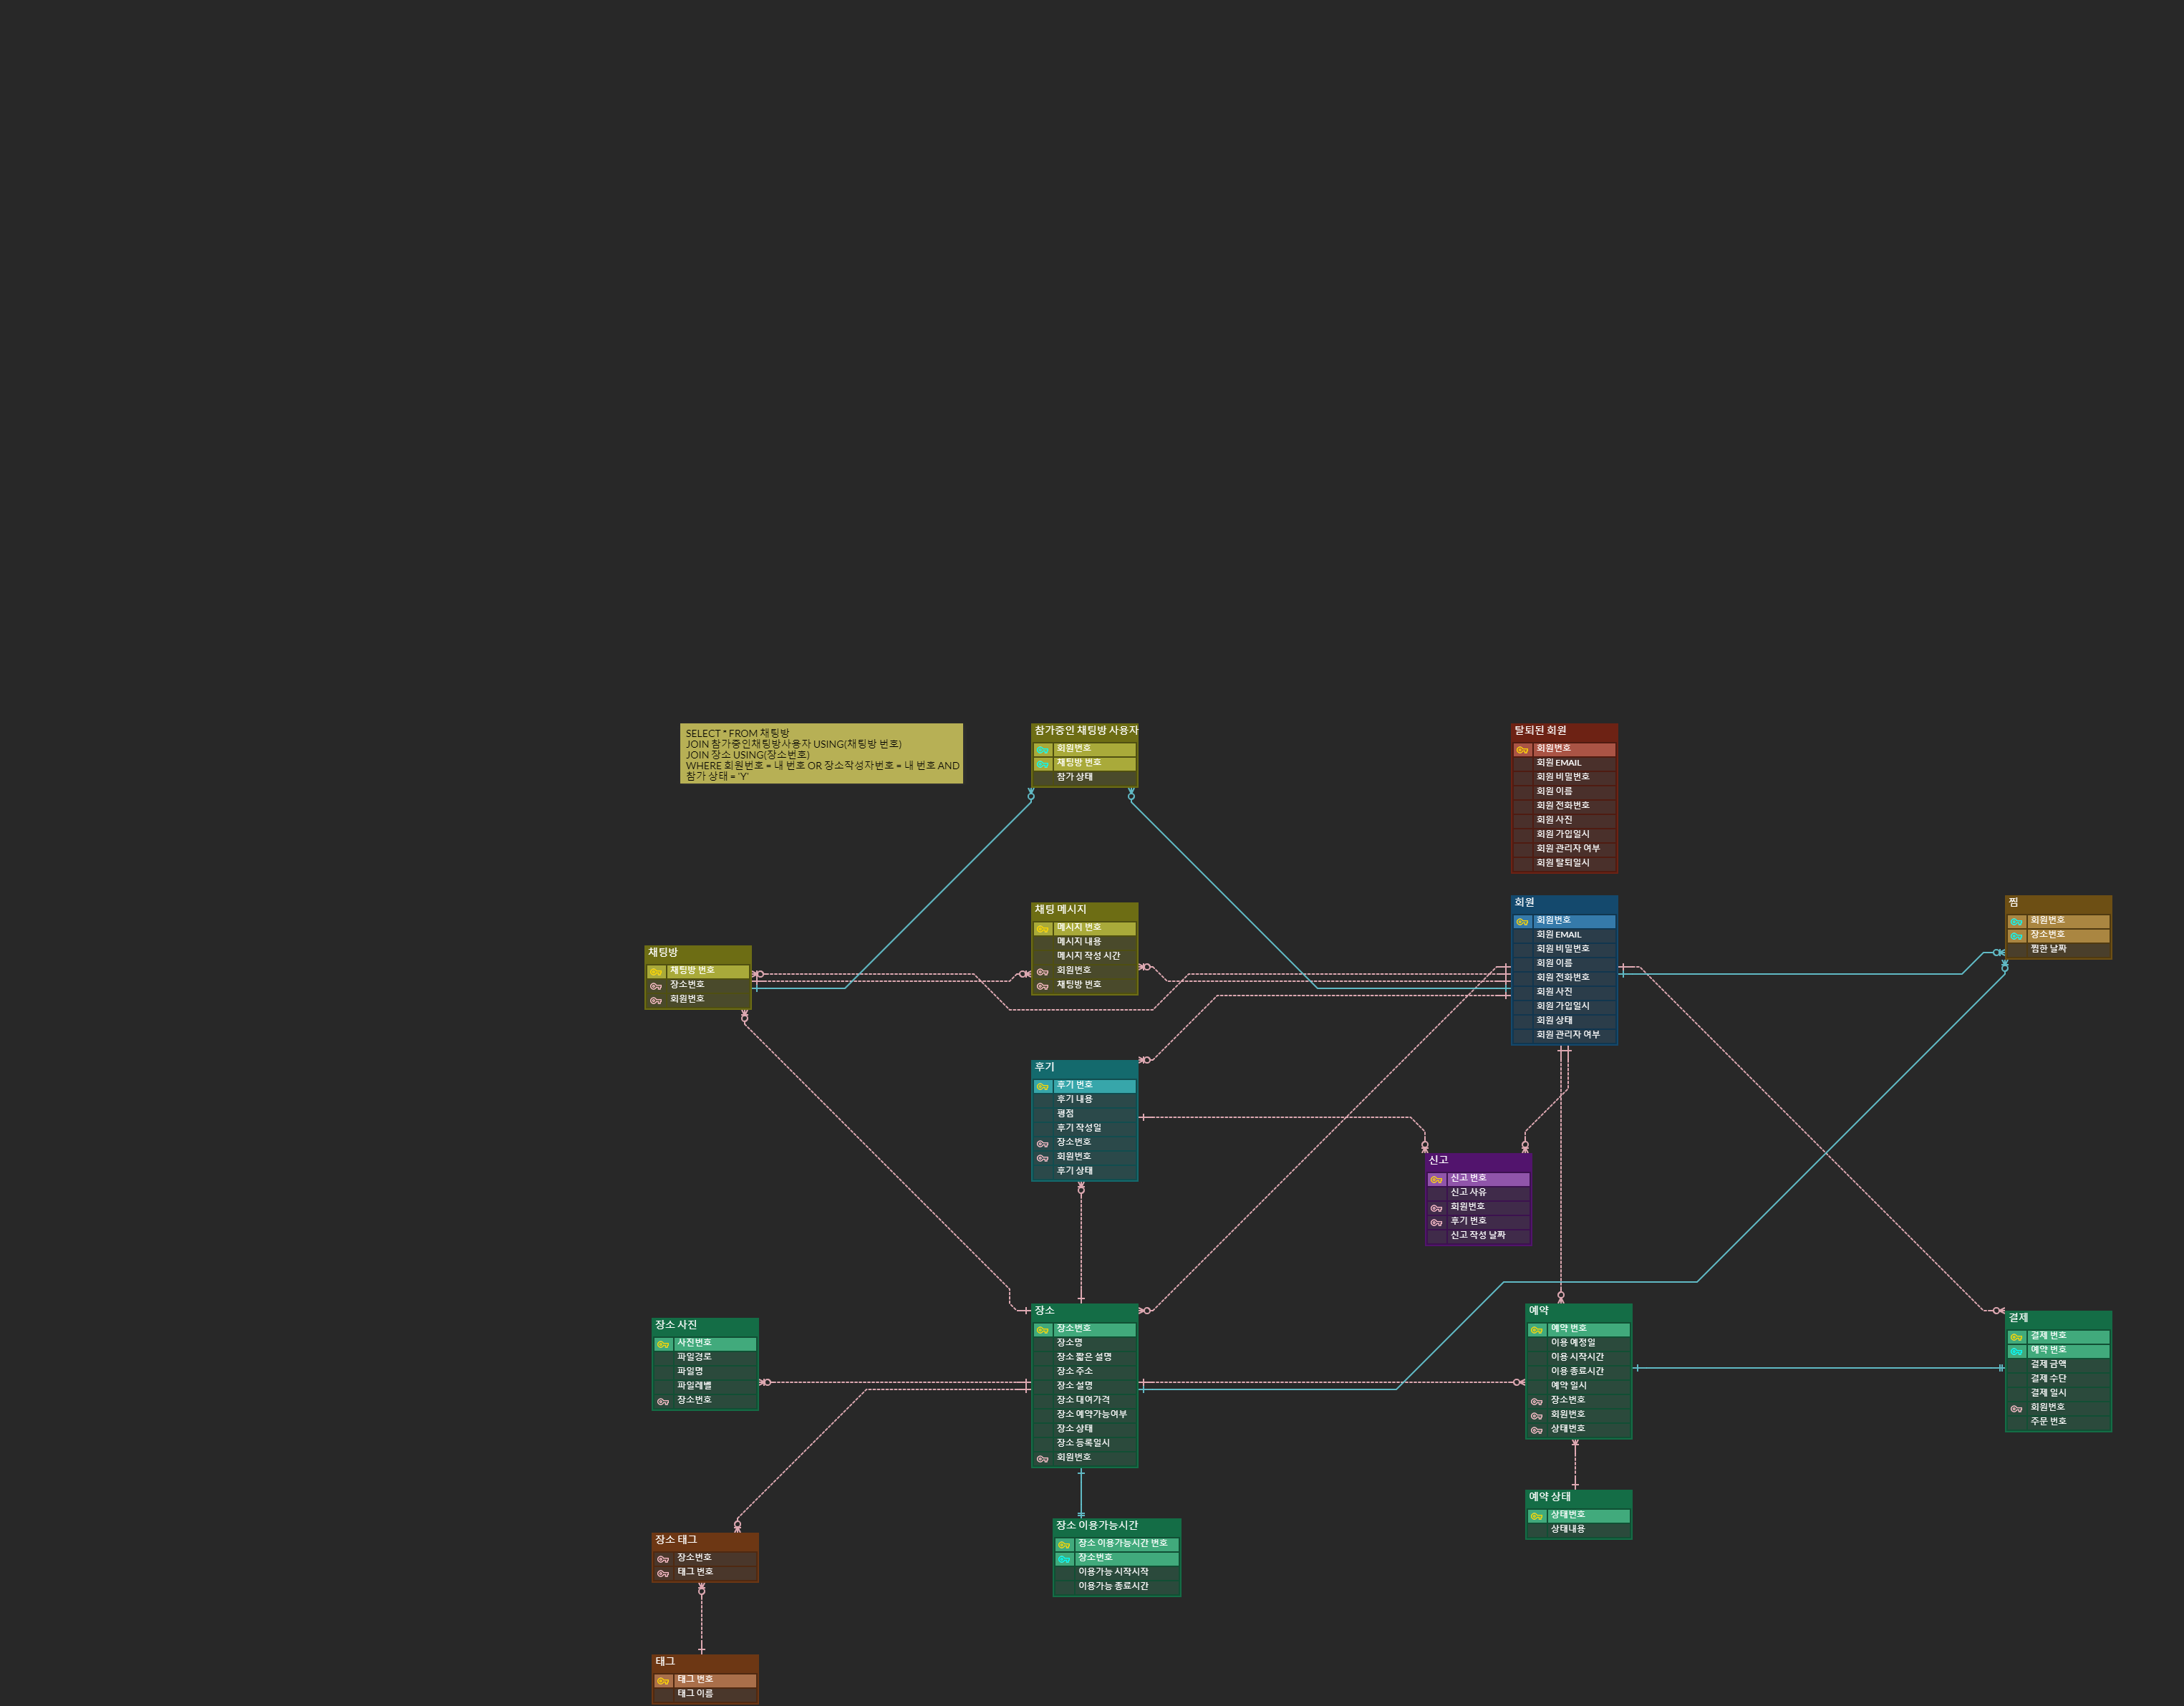 SELECT * FROM 채팅방
JOIN 참가중인채팅방사용자 USING(채팅방 번호)
JOIN 장소 USING(장소번호)
WHERE 회원번호 = 내 번호 OR 장소작성자번호 = 내 번호 AND
참가 상태 = 'Y'
참가중인 채팅방 사용자
회원번호
채팅방 번호
참가 상태
탈퇴된 회원
회원번호
회원 EMAIL
회원 비밀번호
회원 이름
회원 전화번호
회원 사진
회원 가입일시
회원 관리자 여부
회원 탈퇴일시
채팅방
채팅방 번호
장소번호
회원번호
채팅 메시지
메시지 번호
메시지 내용
메시지 작성 시간
회원번호
채팅방 번호
회원
회원번호
회원 EMAIL
회원 비밀번호
회원 이름
회원 전화번호
회원 사진
회원 가입일시
회원 상태
회원 관리자 여부
찜
회원번호
장소번호
찜한 날짜
후기
후기 번호
후기 내용
평점
후기 작성일
장소번호
회원번호
후기 상태
신고
신고 번호
신고 사유
회원번호
후기 번호
신고 작성 날짜
장소 사진
사진번호
파일경로
파일명
파일레벨
장소번호
장소
장소번호
장소명
장소 짧은 설명
장소 주소
장소 설명
장소 대여가격
장소 예약가능여부
장소 상태
장소 등록일시
회원번호
예약
예약 번호
이용 예정일
이용 시작시간
이용 종료시간
예약 일시
장소번호
회원번호
상태번호
결제
결제 번호
예약 번호
결제 금액
결제 수단
결제 일시
회원번호
주문 번호
예약 상태
상태번호
상태내용
장소 이용가능시간
장소 이용가능시간 번호
장소번호
이용가능 시작시작
이용가능 종료시간
장소 태그
장소번호
태그 번호
태그
태그 번호
태그 이름